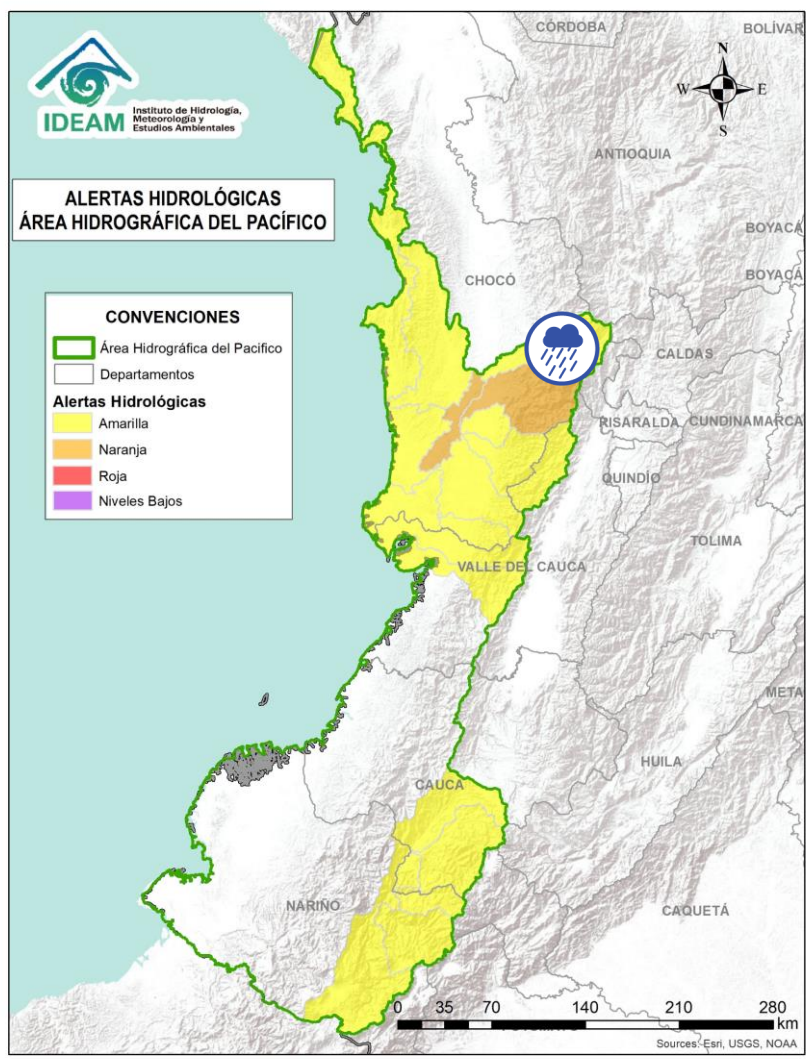 CÓRDOBA
BOLÍVAR
IDEAM
Instituto de Hidrología,
Meteorología y
Estudios Ambientales
N
W
E
S
ANTIOQUIA
ALERTAS HIDROLÓGICAS
ÁREA HIDROGRÁFICA DEL PACÍFICO
BOYACÁ
BOYACÁ
CHOCÓ
CONVENCIONES
Área Hidrográfica del Pacifico
Departamentos
Alertas Hidrológicas
Amarilla
Naranja
Roja
Niveles Bajos
CALDAS
RISARALDA
CUNDINAMARCA
QUINDÍO
TOLIMA
VALLE DEL CAUCA
META
HUILA
CAUCA
NARIÑO
CAQUETÁ
0 35 70 140 210 280
km
Sources: Esri, USGS, NOAA